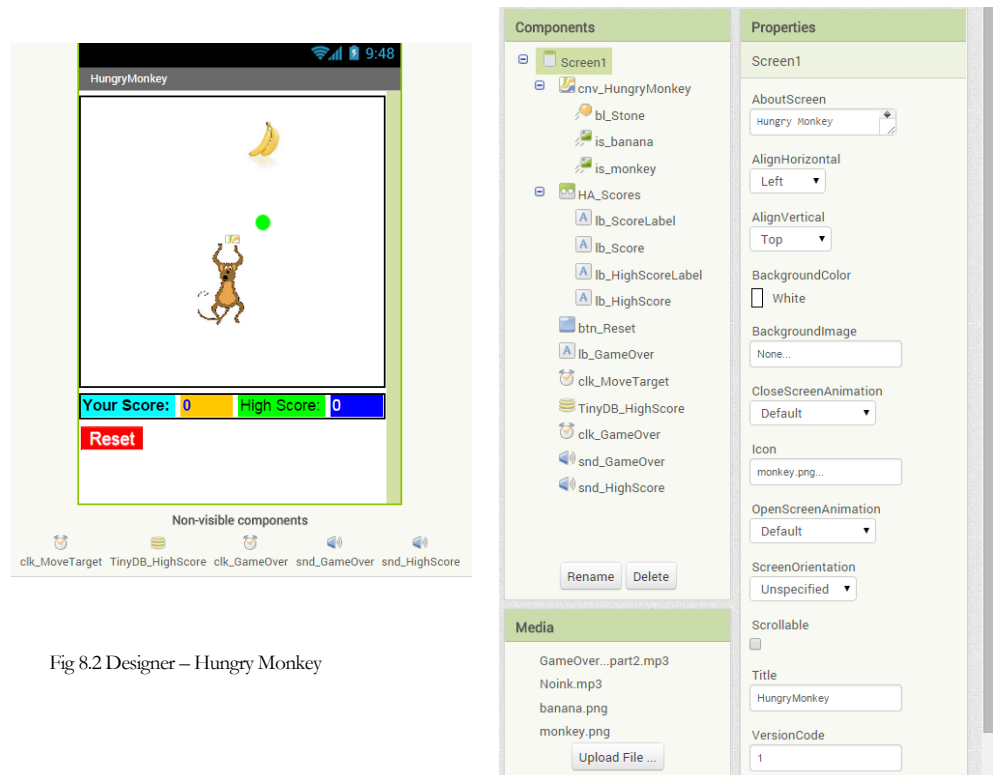 9:48
HungryMonkey
Your Score: 0 High Score: 0
Reset
Non-visible components
clk_MoveTarget TinyDB_HighScore clk_GameOver snd_GameOver snd_HighScore
Fig 8.2 Designer – Hungry Monkey
Components
Screen1
cnv_HungryMonkey
bl_Stone
is_banana
is_monkey
HA_Scores
lb_ScoreLabel
lb_Score
lb_HighScoreLabel
lb_HighScore
btn_Reset
lb_GameOver
clk_MoveTarget
TinyDB_HighScore
clk_GameOver
snd_GameOver
snd_HighScore
Rename Delete
Media
GameOver...part2.mp3
Noink.mp3
banana.png
monkey.png
Upload File ...
Properties
Screen1
AboutScreen
Hungry Monkey
AlignHorizontal
Left
AlignVertical
Top
BackgroundColor
White
BackgroundImage
None...
CloseScreenAnimation
Default
Icon
monkey.png...
OpenScreenAnimation
Default
ScreenOrientation
Unspecified
Scrollable
Title
HungryMonkey
VersionCode
1